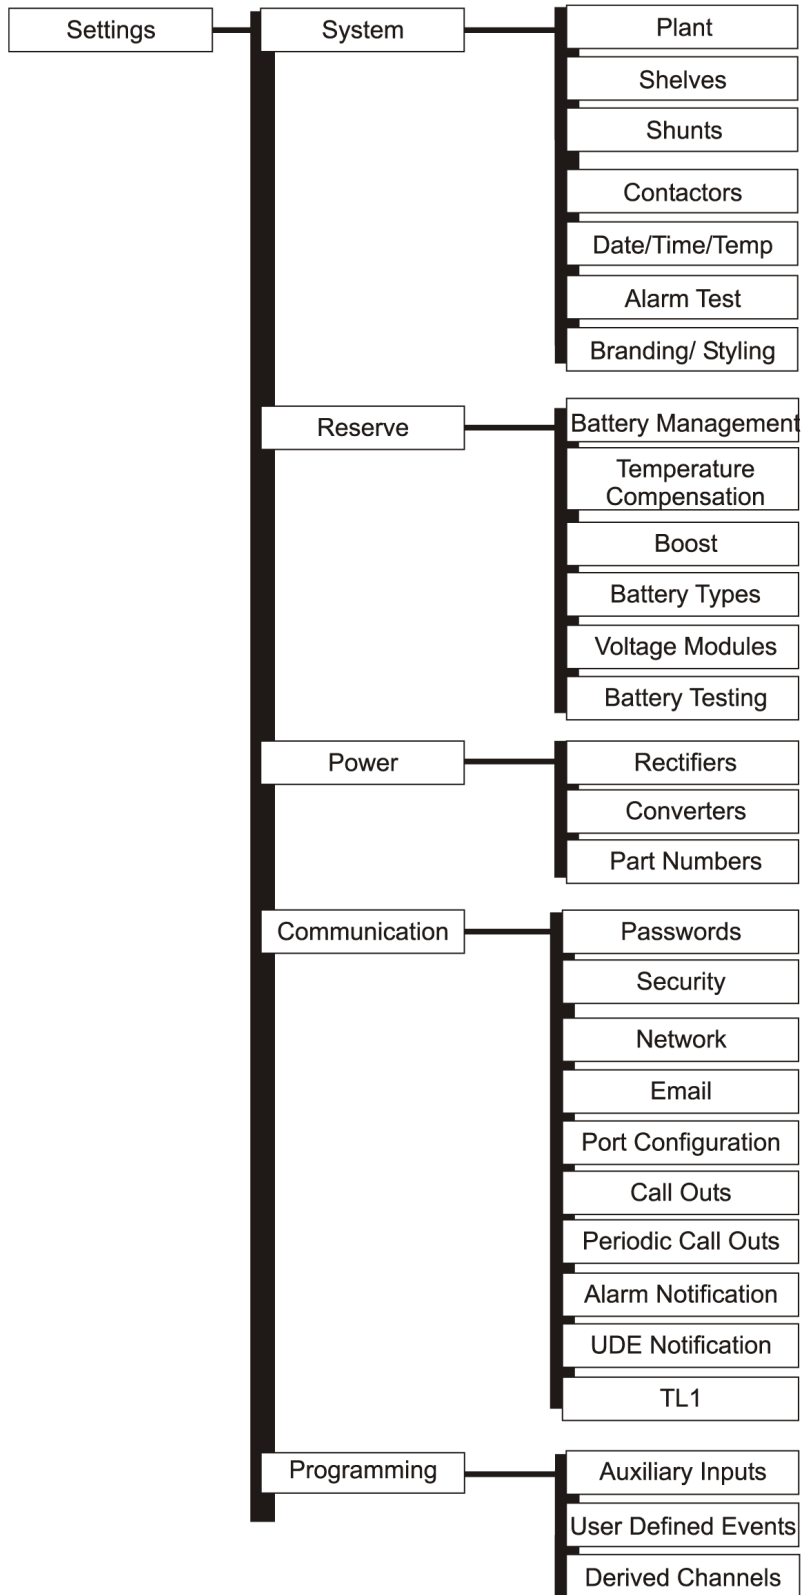 Settings
System
Plant
Shelves
Shunts
Contactors
Date/Time/Temp
Alarm Test
Branding/ Styling
Reserve
Battery Management
Temperature
Compensation
Boost
Battery Types
Voltage Modules
Battery Testing
Power
Rectifiers
Converters
Part Numbers
Communication
Passwords
Security
Network
Email
Port Configuration
Call Outs
Periodic Call Outs
Alarm Notification
UDE Notification
TL1
Programming
Auxiliary Inputs
User Defined Events
Derived Channels